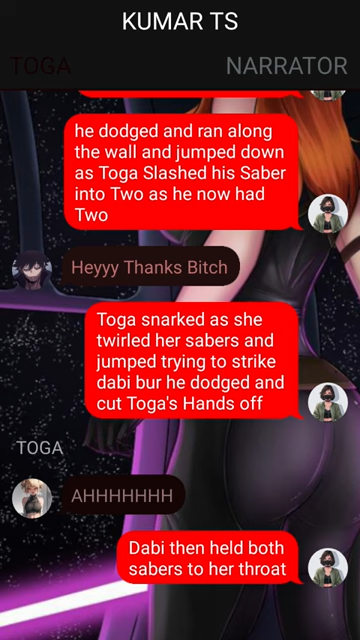 KUMAR TS
TOGA NARRATOR
he dodged and ran along
the wall and jumped down
as Toga Slashed his Saber
into Two as he now had
Two
Heyyy Thanks Bitch
Toga snarked as she
twirled her sabers and
jumped trying to strike
dabi bur he dodged and
cut Toga's Hands off
TOGA
AHHHHHHH
Dabi then held both
sabers to her throat